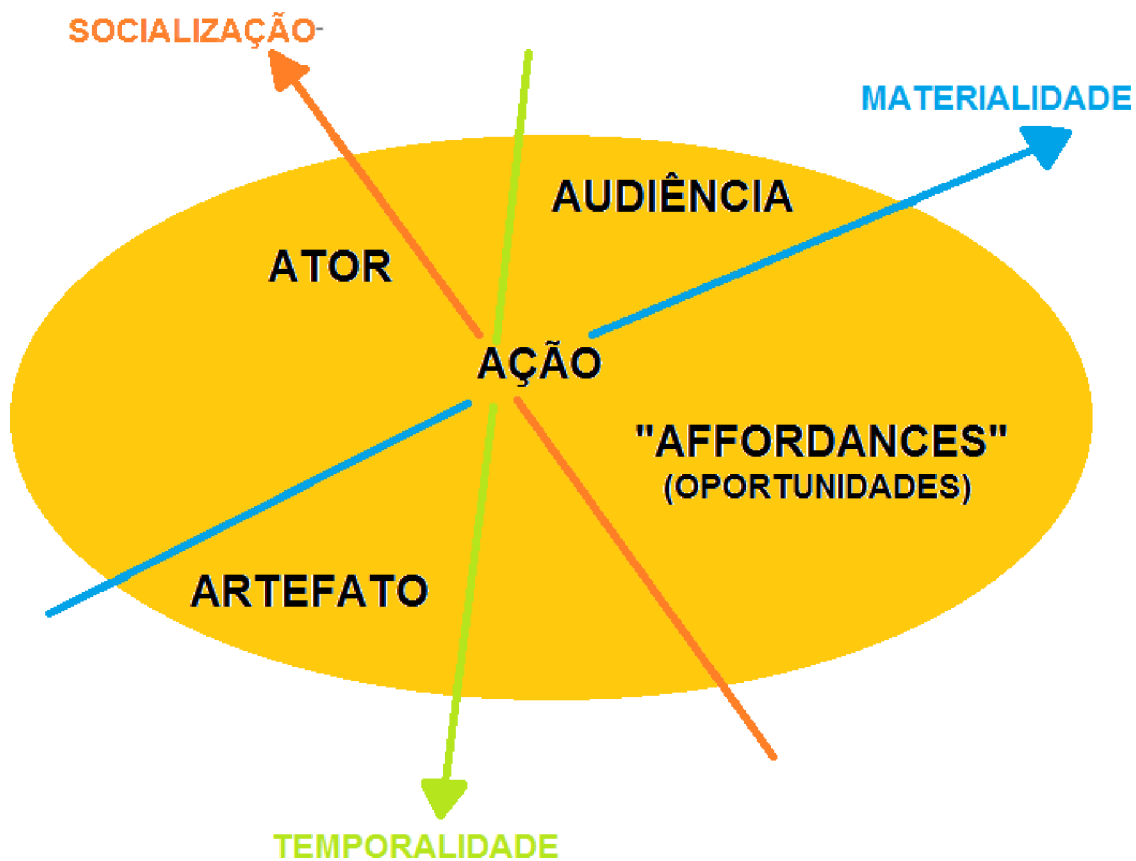 SOCIALIZAÇÃO-
MATERIALIDADE
AUDIÊNCIA
ATOR
AÇÃO
"AFFORDANCES"
(OPORTUNIDADES)
ARTEFATO
TEMPORALIDADE